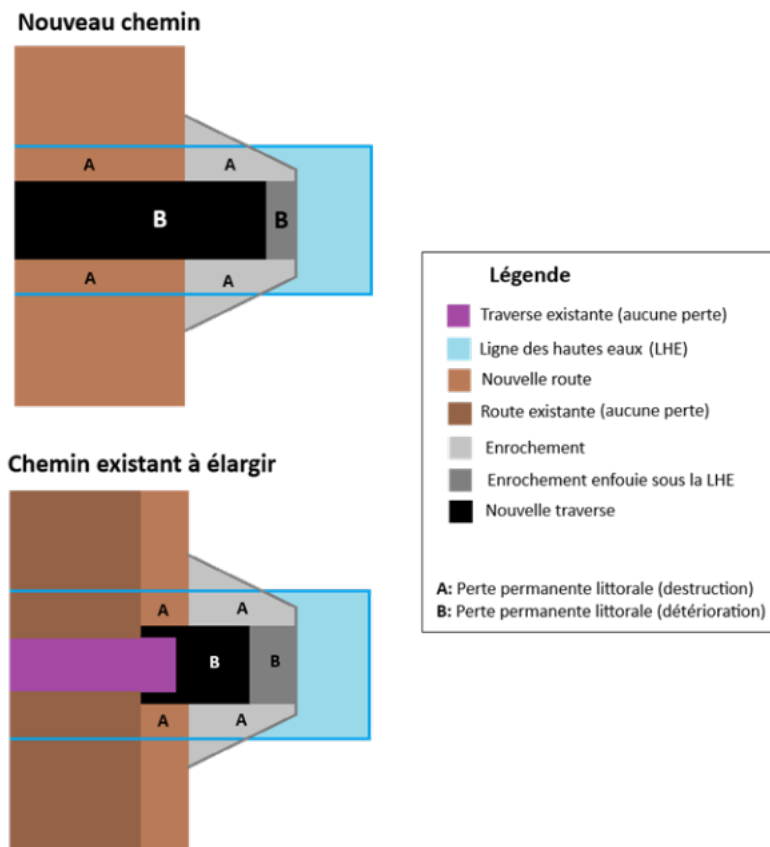 Nouveau chemin
A
A
B
B
A
A
Légende
Traverse existante (aucune perte)
Ligne des hautes eaux (LHE)
Nouvelle route
Route existante (aucune perte)
Enrochement
Enrochement enfouie sous la LHE
Nouvelle traverse
A: Perte permanente littorale (destruction)
B: Perte permanente littorale (détérioration)
Chemin existant à élargir
A
A
B
B
A
A